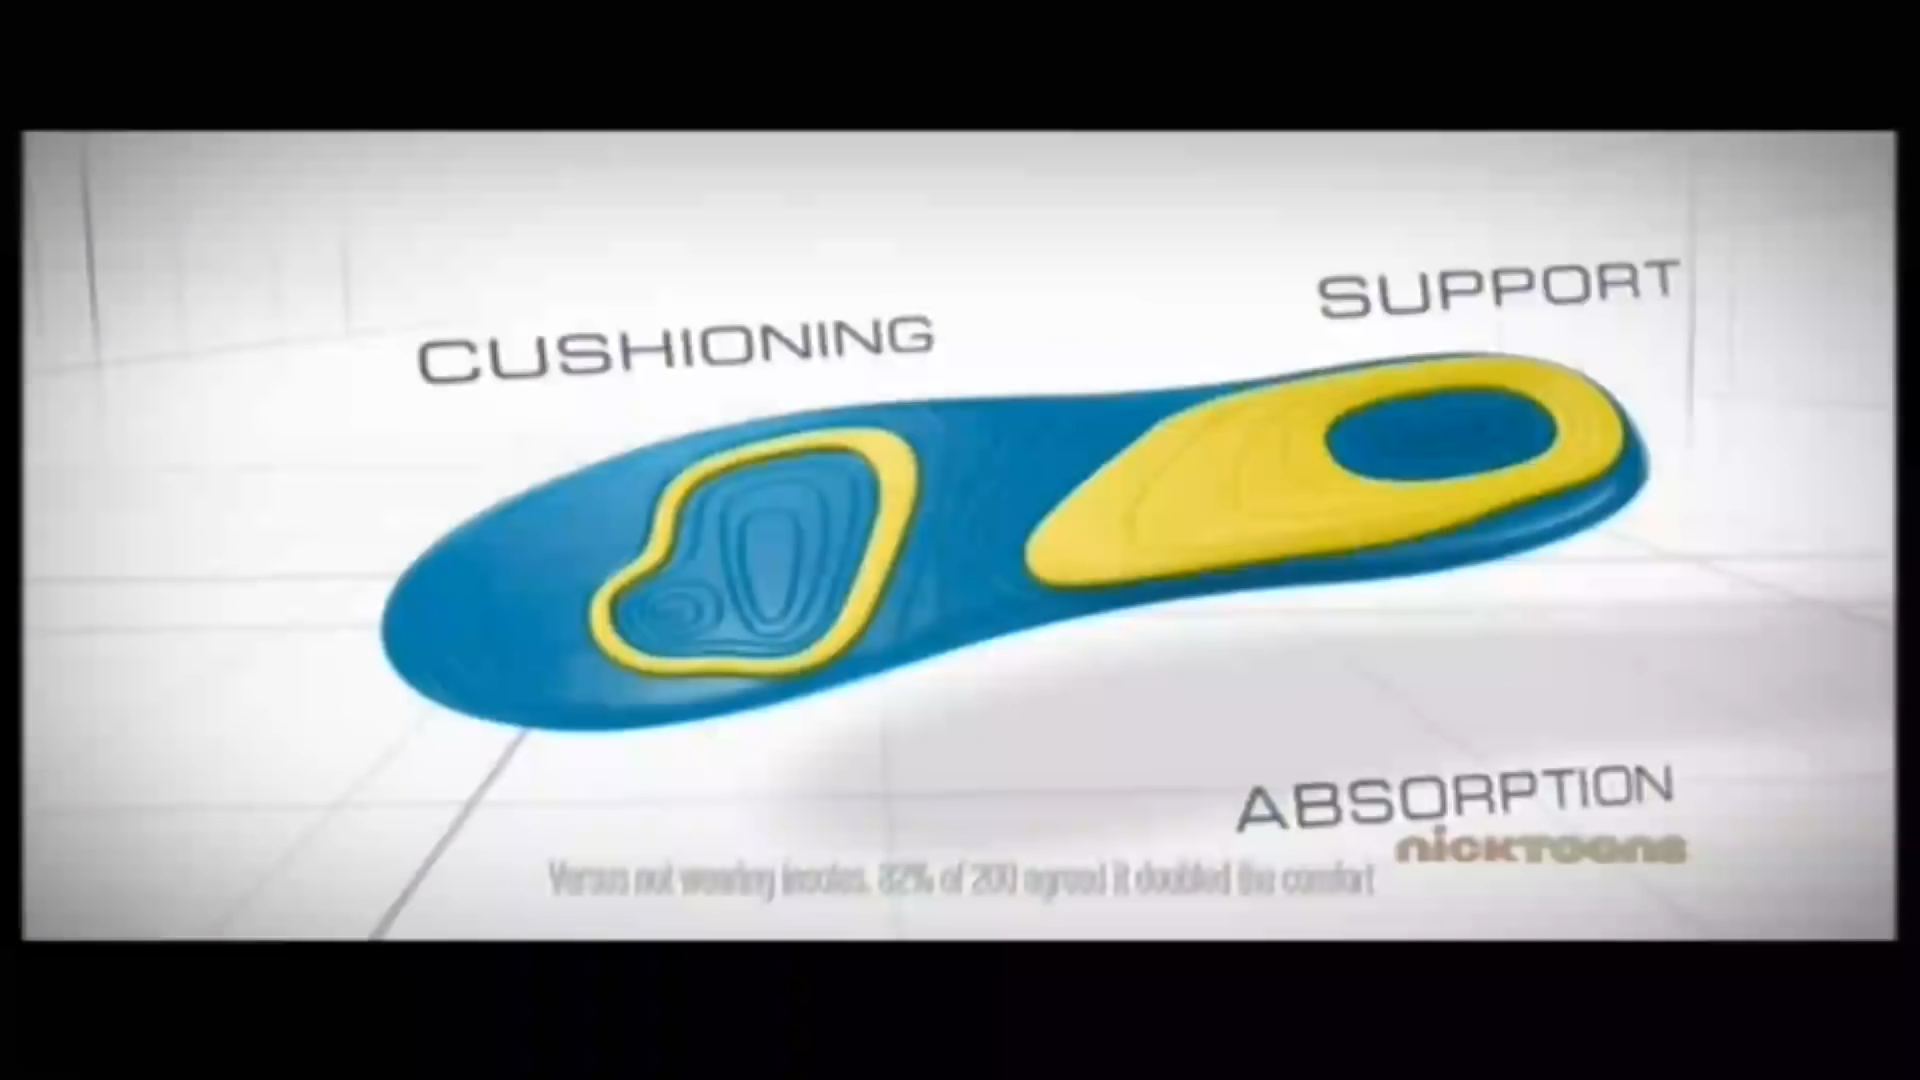 SUPPORT
CUSHIONING
ABSORPTION
nickToons
Versus not wearing insoles. 82% of 200 agreed it doubled the comfort